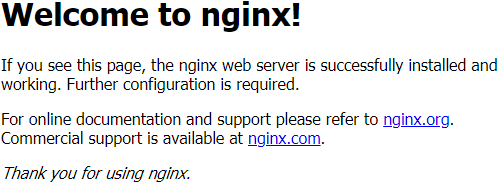 Welcome to nginx!
If you see this page, the nginx web server is successfully installed and
working. Further configuration is required.
For online documentation and support please refer to nginx.org.
Commercial support is available at nginx.com.
Thank you for using nginx.